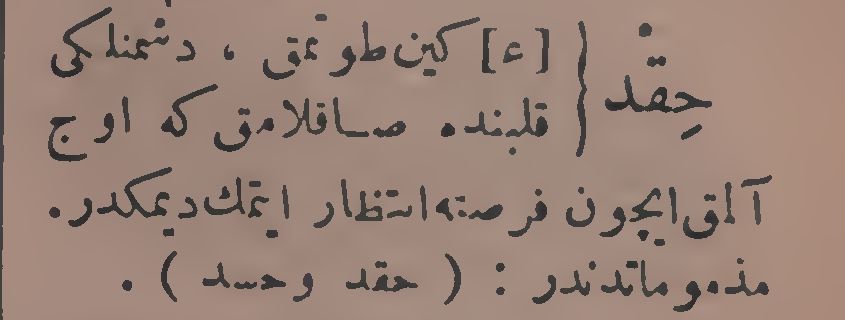 حِقْد { [ع] كين طوتمق ، دشمنلكى
قلبنده صاقلامق كه اوج
آلمق ايچون فرصته انتظار ايتمك ديمكدر.
مذموماتدندر : ( حقد وحسد ) .